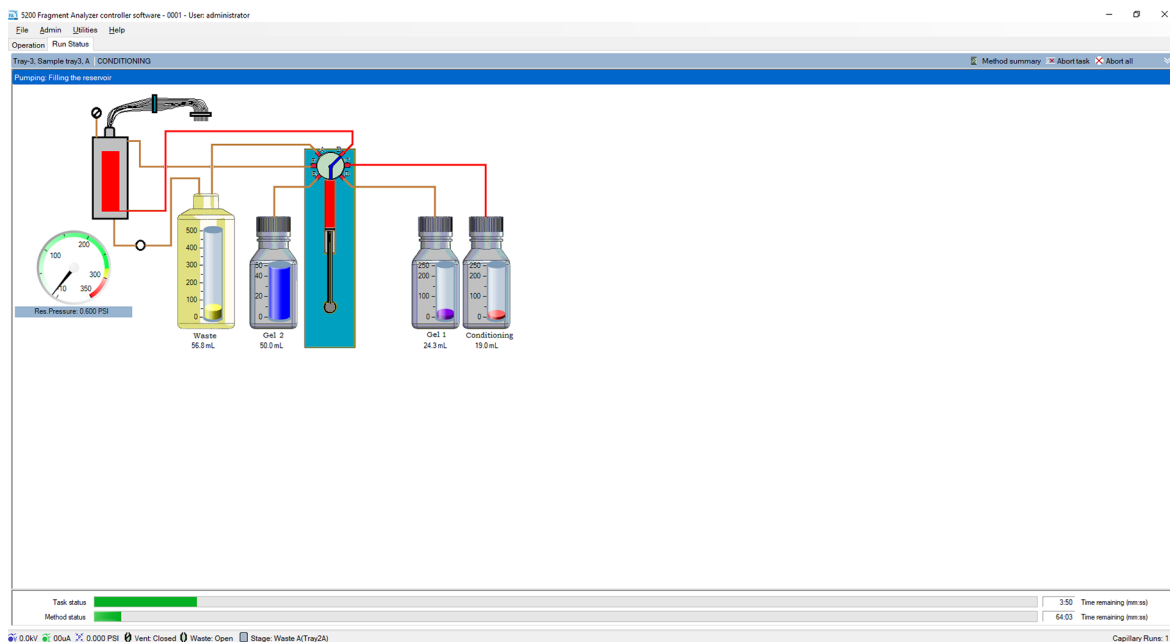 5200 Fragment Analyzer controller software - 0001 - User: administrator
File Admin Utilities Help
Operation Run Status
Tray-3, Sample tray3, A CONDITIONING Method summary Abort task Abort all
Pumping: Filling the reservoir
100 200 300 350
Res.Pressure: 0.600 PSI
500
400
300
200
100
0
Waste
56.8 mL
50
40
20
0
Gel 2
50.0 mL
250
200
100
0
Gel 1
24.3 mL
250
200
100
0
Conditioning
19.0 mL
Task status 3:50 Time remaining (mm:ss)
Method status 64:03 Time remaining (mm:ss)
0.0kV 00uA 0.000 PSI Vent: Closed Waste: Open Stage: Waste A(Tray2A) Capillary Runs: 1